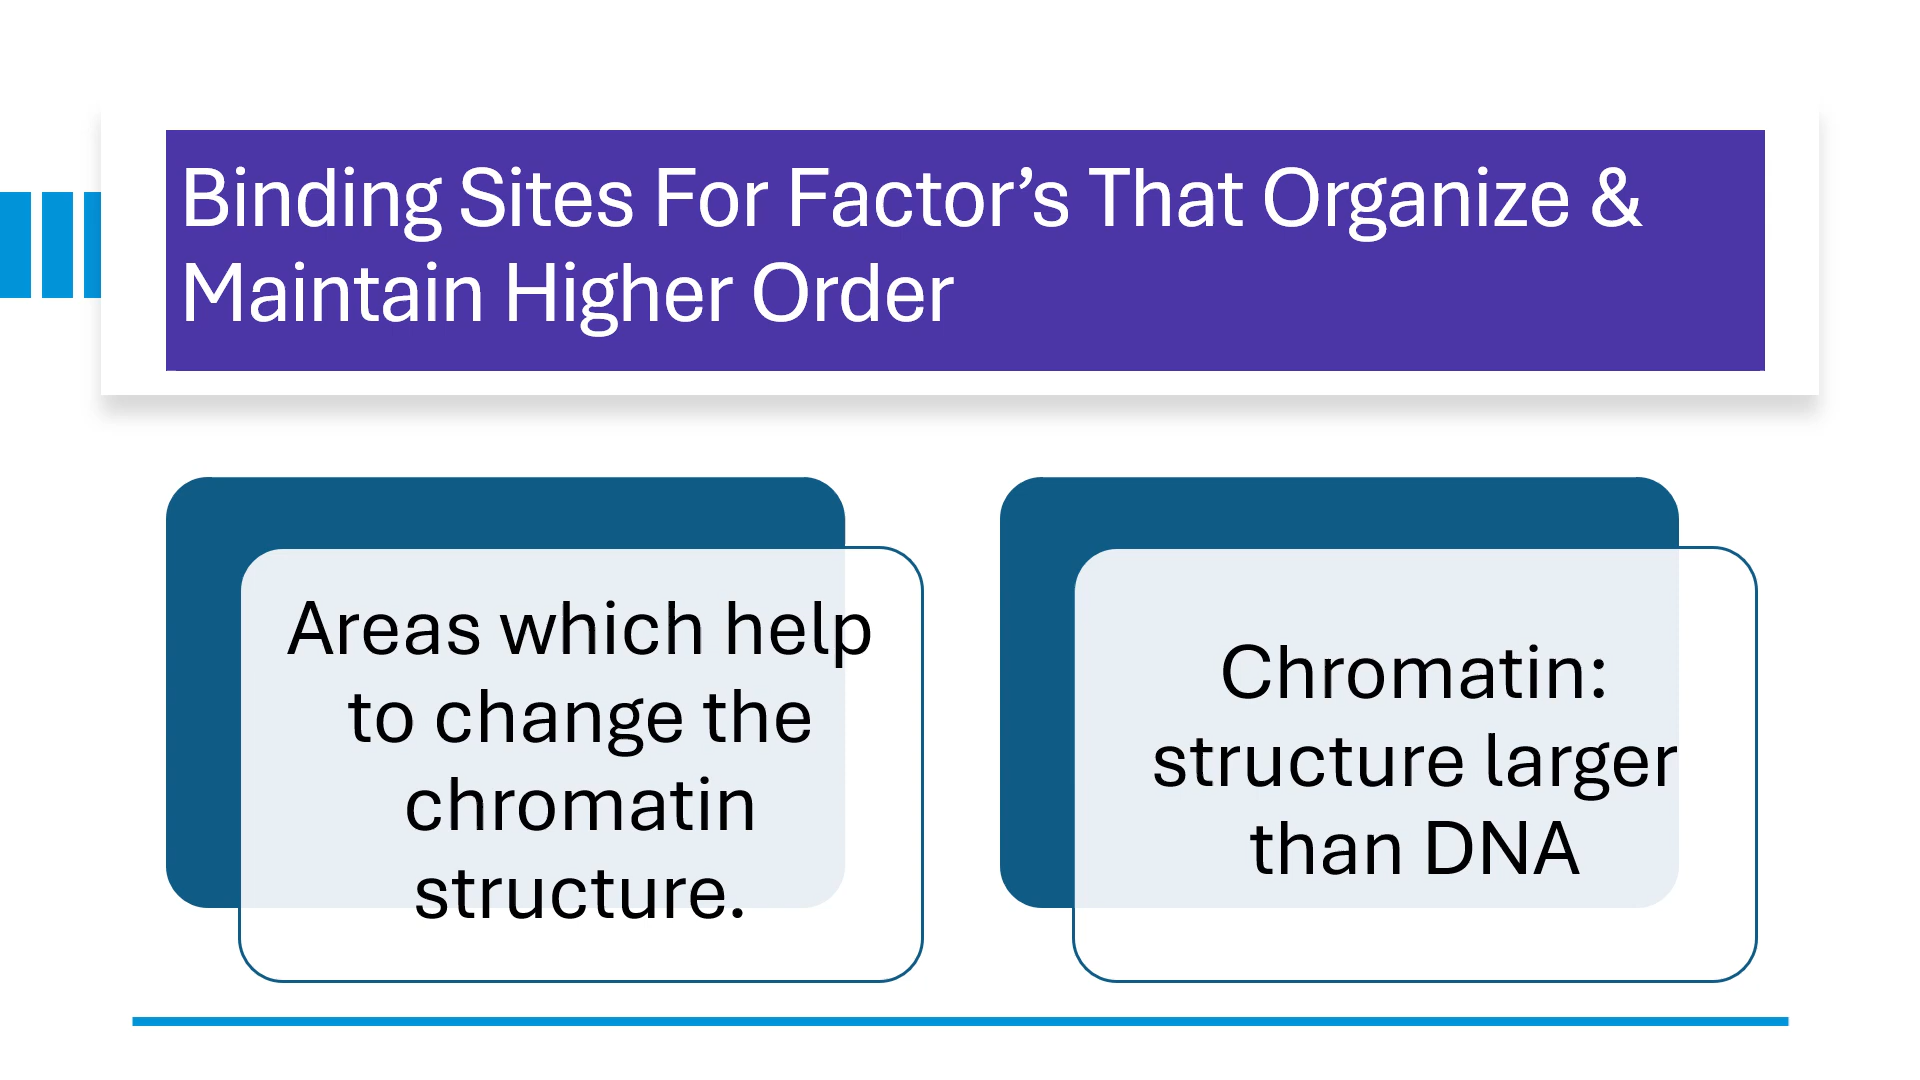 Binding Sites For Factor’s That Organize &
Maintain Higher Order
Areas which help
to change the
chromatin
structure.
Chromatin:
structure larger
than DNA